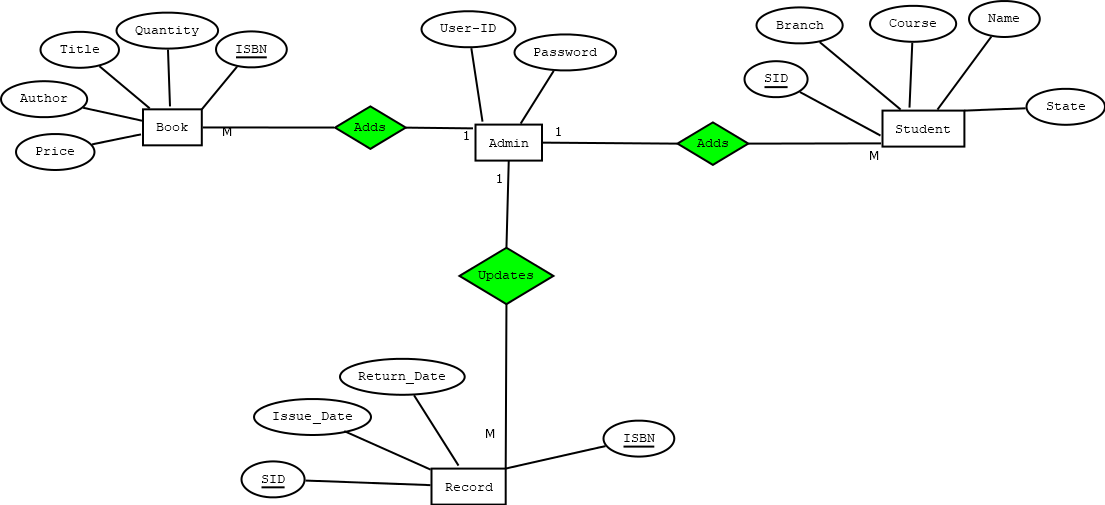 Quantity
Title
ISBN
Author
Book
Price
M
Adds
1
User-ID
Password
Admin
1
1
Adds
M
Branch
Course
Name
SID
Student
State
Updates
Return_Date
Issue_Date
M
ISBN
SID
Record